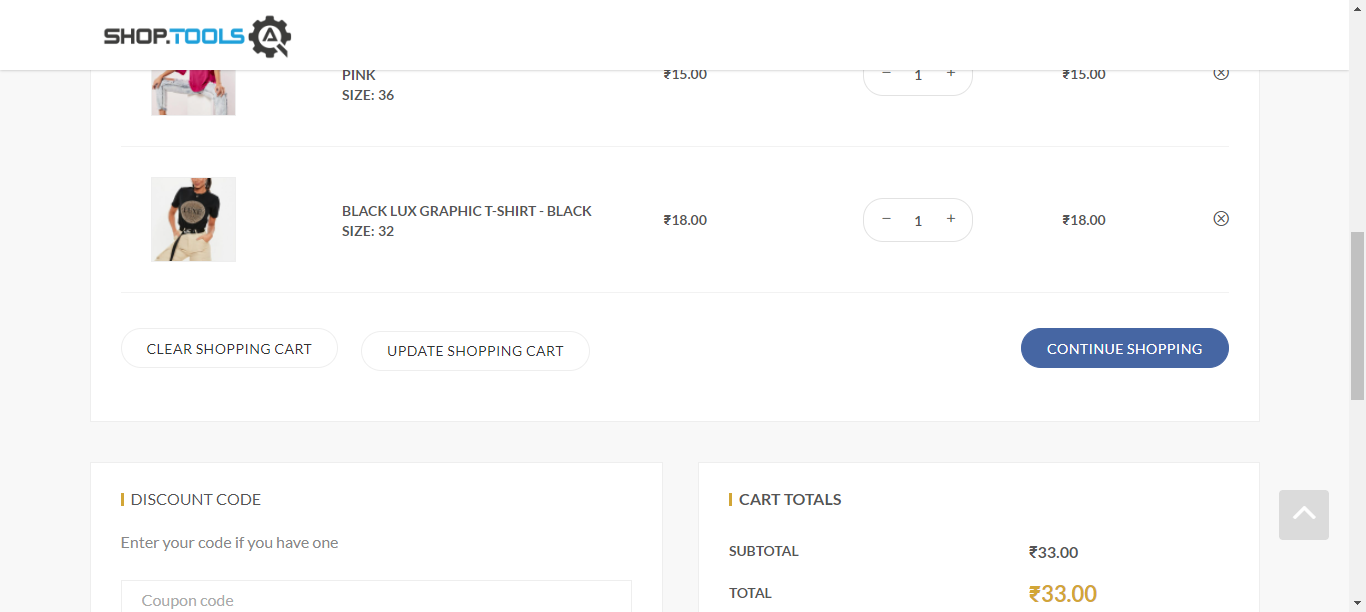 SHOP.TOOLS
PINK
SIZE: 36
₹15.00
− 1 +
₹15.00
BLACK LUX GRAPHIC T-SHIRT - BLACK
SIZE: 32
₹18.00
− 1 +
₹18.00
CLEAR SHOPPING CART
UPDATE SHOPPING CART
CONTINUE SHOPPING
DISCOUNT CODE
Enter your code if you have one
Coupon code
CART TOTALS
SUBTOTAL ₹33.00
TOTAL ₹33.00